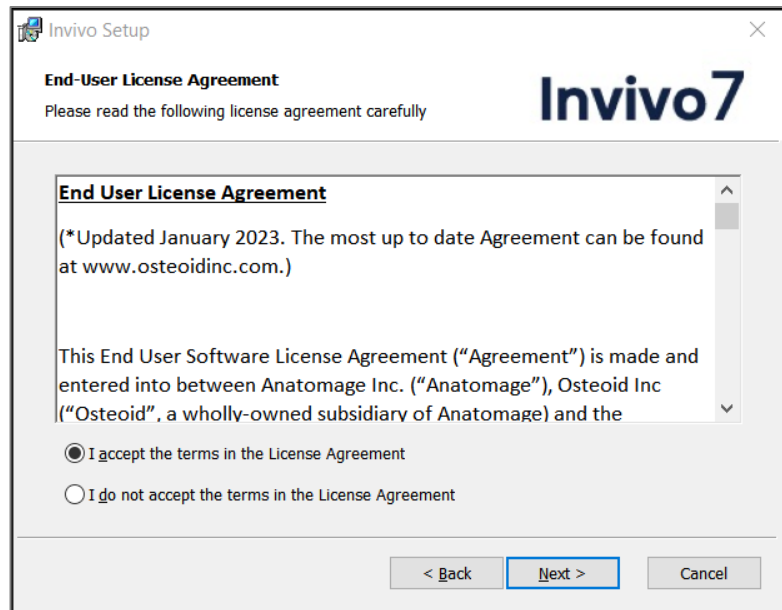 Invivo Setup
End-User License Agreement
Please read the following license agreement carefully
Invivo7
End User License Agreement
(*Updated January 2023. The most up to date Agreement can be found
at www.osteoidinc.com.)
This End User Software License Agreement (“Agreement”) is made and
entered into between Anatomage Inc. (“Anatomage”), Osteoid Inc
(“Osteoid”, a wholly-owned subsidiary of Anatomage) and the
I accept the terms in the License Agreement
I do not accept the terms in the License Agreement
< Back Next > Cancel